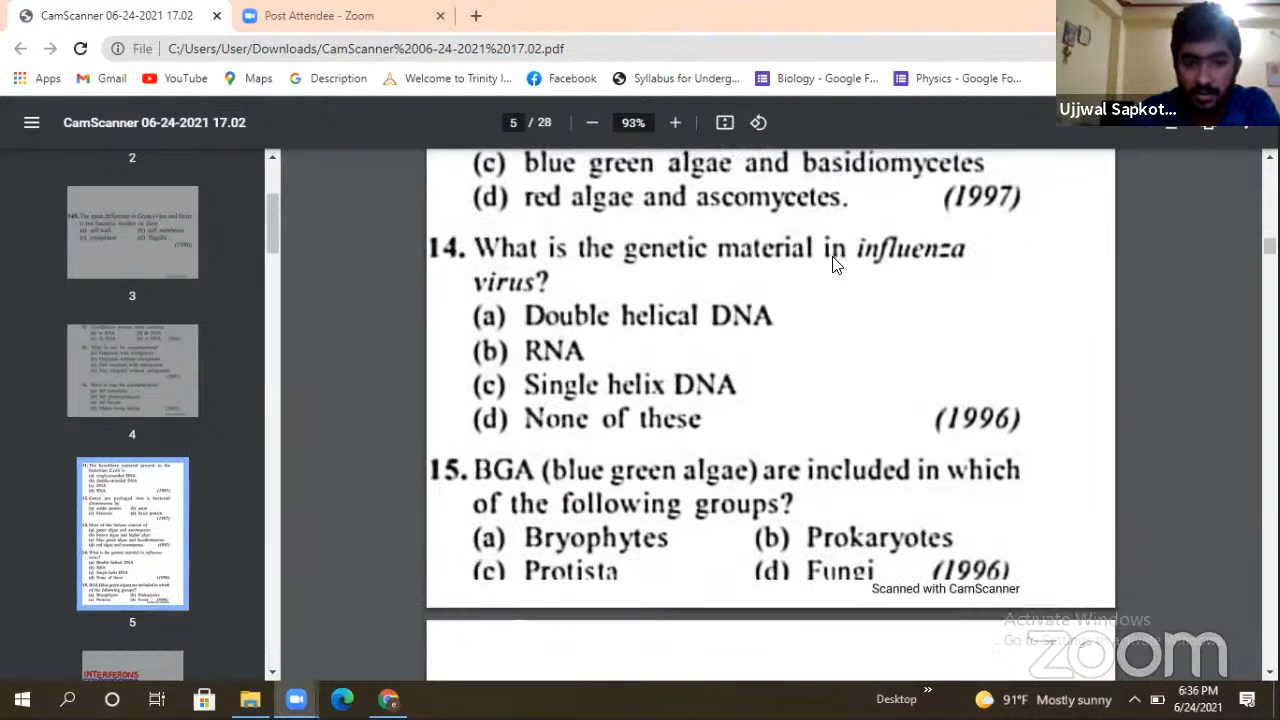 CamScanner 06-24-2021 17.02
Post Attendee - Zoom
File
C:/Users/User/Downloads/CamScanner%2006-24-2021%2017.02.pdf
Apps
Gmail
YouTube
Maps
Description
Welcome to Trinity I...
Facebook
Syllabus for Underg...
Biology - Google F...
Physics - Google Fo...
Ujjwal Sapkot...
CamScanner 06-24-2021 17.02
5 / 28
93%
2
3
4
5
INTERFERONS
(c) blue green algae and basidiomycetes
(d) red algae and ascomycetes. (1997)
14. What is the genetic material in influenza
virus?
(a) Double helical DNA
(b) RNA
(c) Single helix DNA
(d) None of these (1996)
15. BGA (blue green algae) are included in which
of the following groups?
(a) Bryophytes (b) Prokaryotes
(c) Protista (d) Fungi (1996)
Scanned with CamScanner
Activate Windows
Go to Settings
zoom
Desktop
91°F Mostly sunny
6:36 PM
6/24/2021